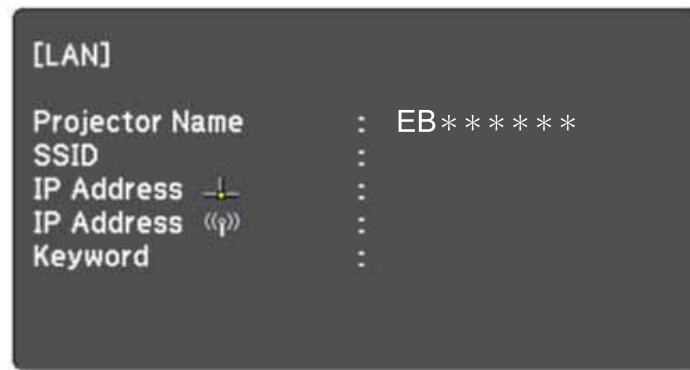 [LAN]
Projector Name : EB＊＊＊＊＊＊
SSID :
IP Address :
IP Address :
Keyword :